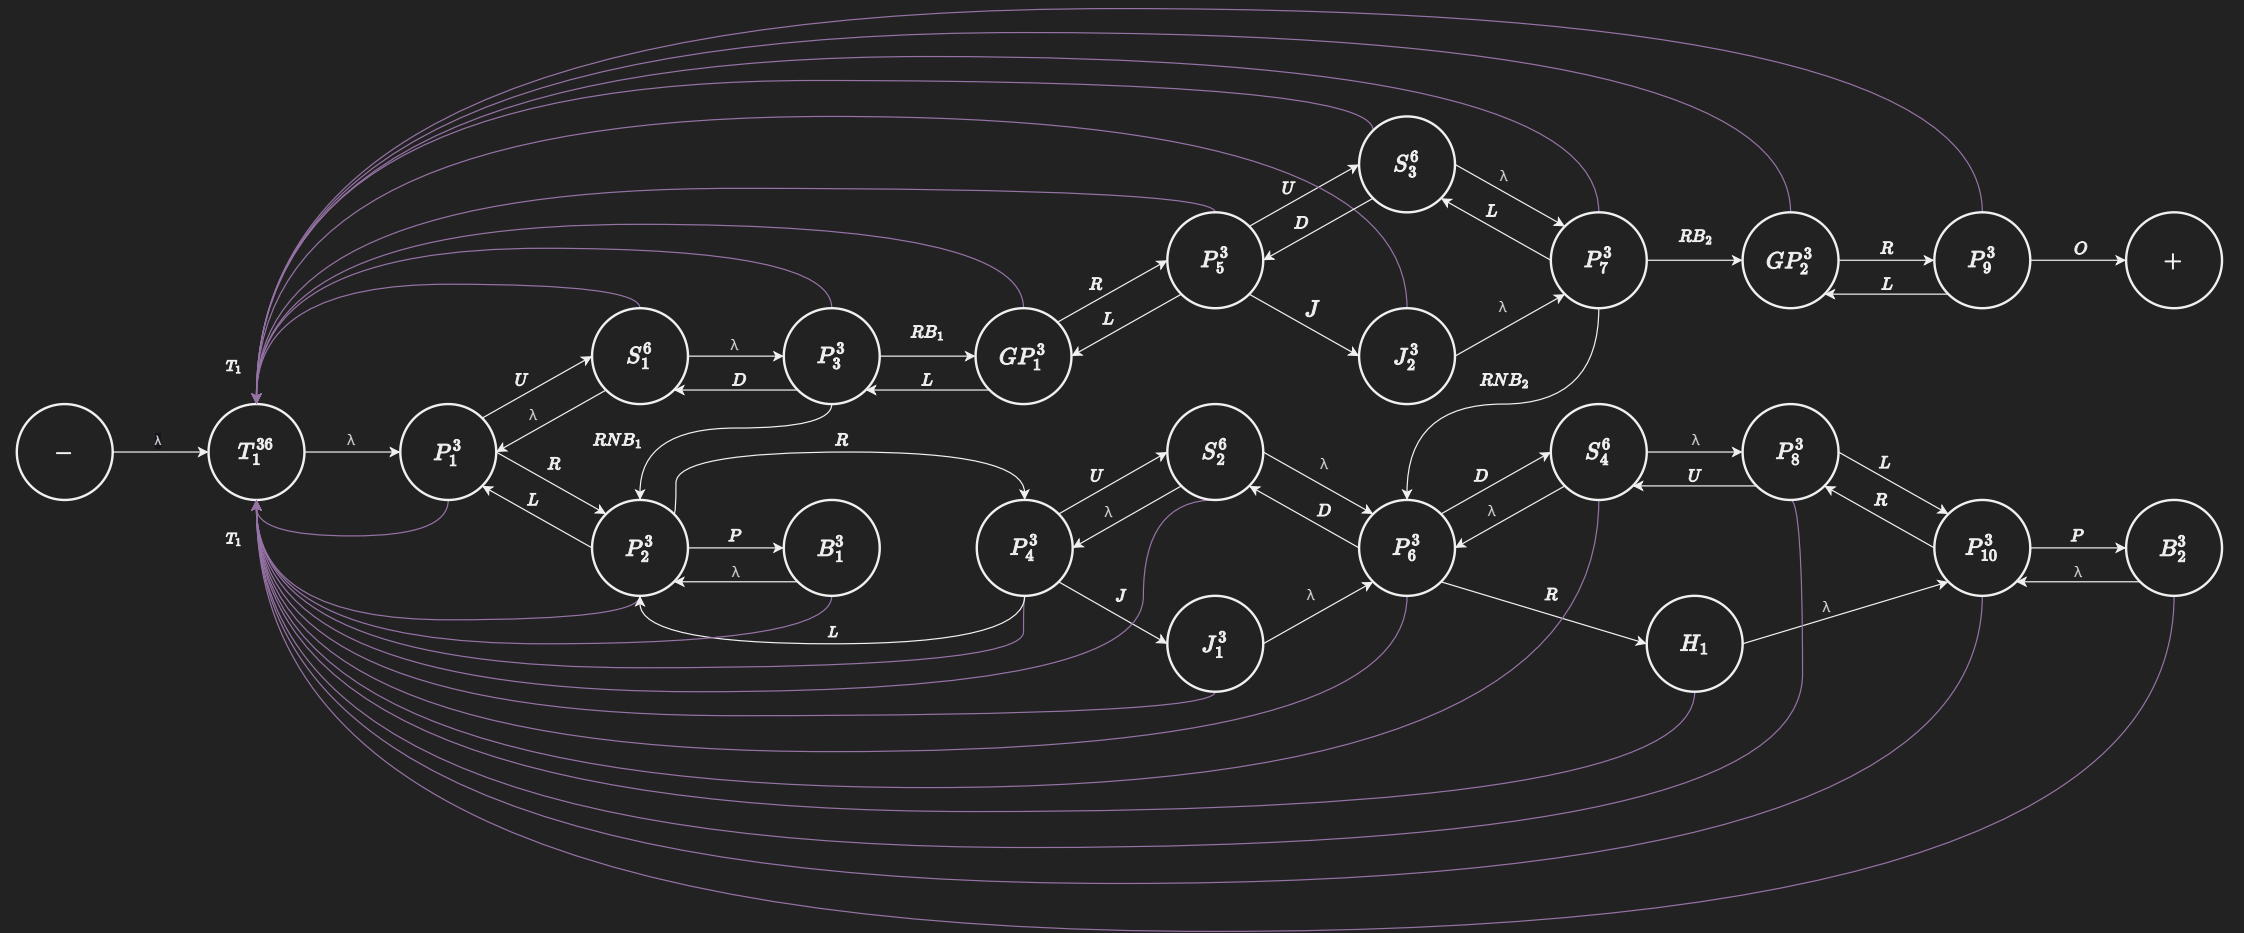 U
S₃⁶
λ
L
D
P₅³
P₇³
RB₂
GP₂³
R
L
P₉³
O
+
R
L
J
λ
J₂³
RNB₂
U
λ
S₁⁶
λ
D
P₃³
RB₁
L
GP₁³
T₁
−
λ
T₁³⁶
λ
P₁³
R
L
RNB₁
R
P₂³
P
λ
B₁³
P₄³
U
λ
S₂⁶
λ
D
P₆³
D
λ
S₄⁶
λ
U
P₈³
L
R
P₁₀³
P
λ
B₂³
T₁
L
J
J₁³
λ
R
H₁
λ